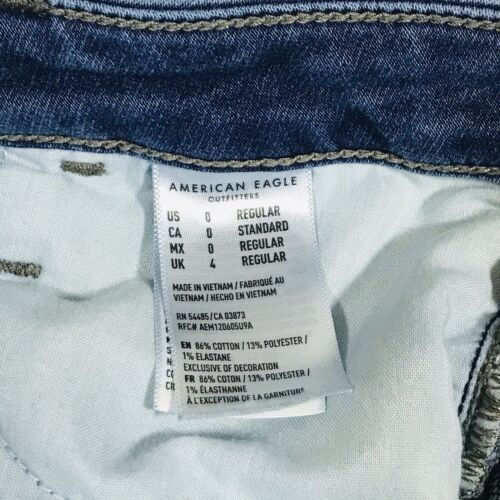 AMERICAN EAGLE
OUTFITTERS
US 0 REGULAR
CA 0 STANDARD
MX 0 REGULAR
UK 4 REGULAR
MADE IN VIETNAM / FABRIQUÉ AU
VIETNAM / HECHO EN VIETNAM
RN 54485/CA 03873
RFC# AEM120605U9A
EN 86% COTTON / 13% POLYESTER /
1% ELASTANE
EXCLUSIVE OF DECORATION
FR 86% COTON / 13% POLYESTER /
1% ÉLASTHANNE
À L'EXCEPTION DE LA GARNITURE